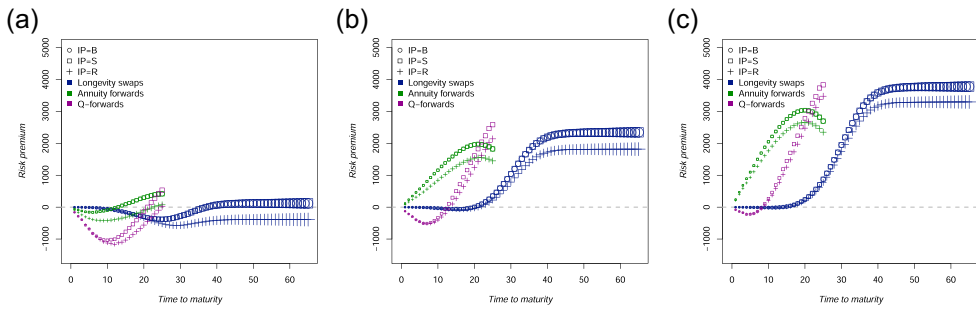 (a)
IP=B
IP=S
IP=R
Longevity swaps
Annuity forwards
Q-forwards
Risk premium
5000
4000
3000
2000
1000
0
-1000
0 10 20 30 40 50 60
Time to maturity
(b)
IP=B
IP=S
IP=R
Longevity swaps
Annuity forwards
Q-forwards
Risk premium
5000
4000
3000
2000
1000
0
-1000
0 10 20 30 40 50 60
Time to maturity
(c)
IP=B
IP=S
IP=R
Longevity swaps
Annuity forwards
Q-forwards
Risk premium
5000
4000
3000
2000
1000
0
-1000
0 10 20 30 40 50 60
Time to maturity